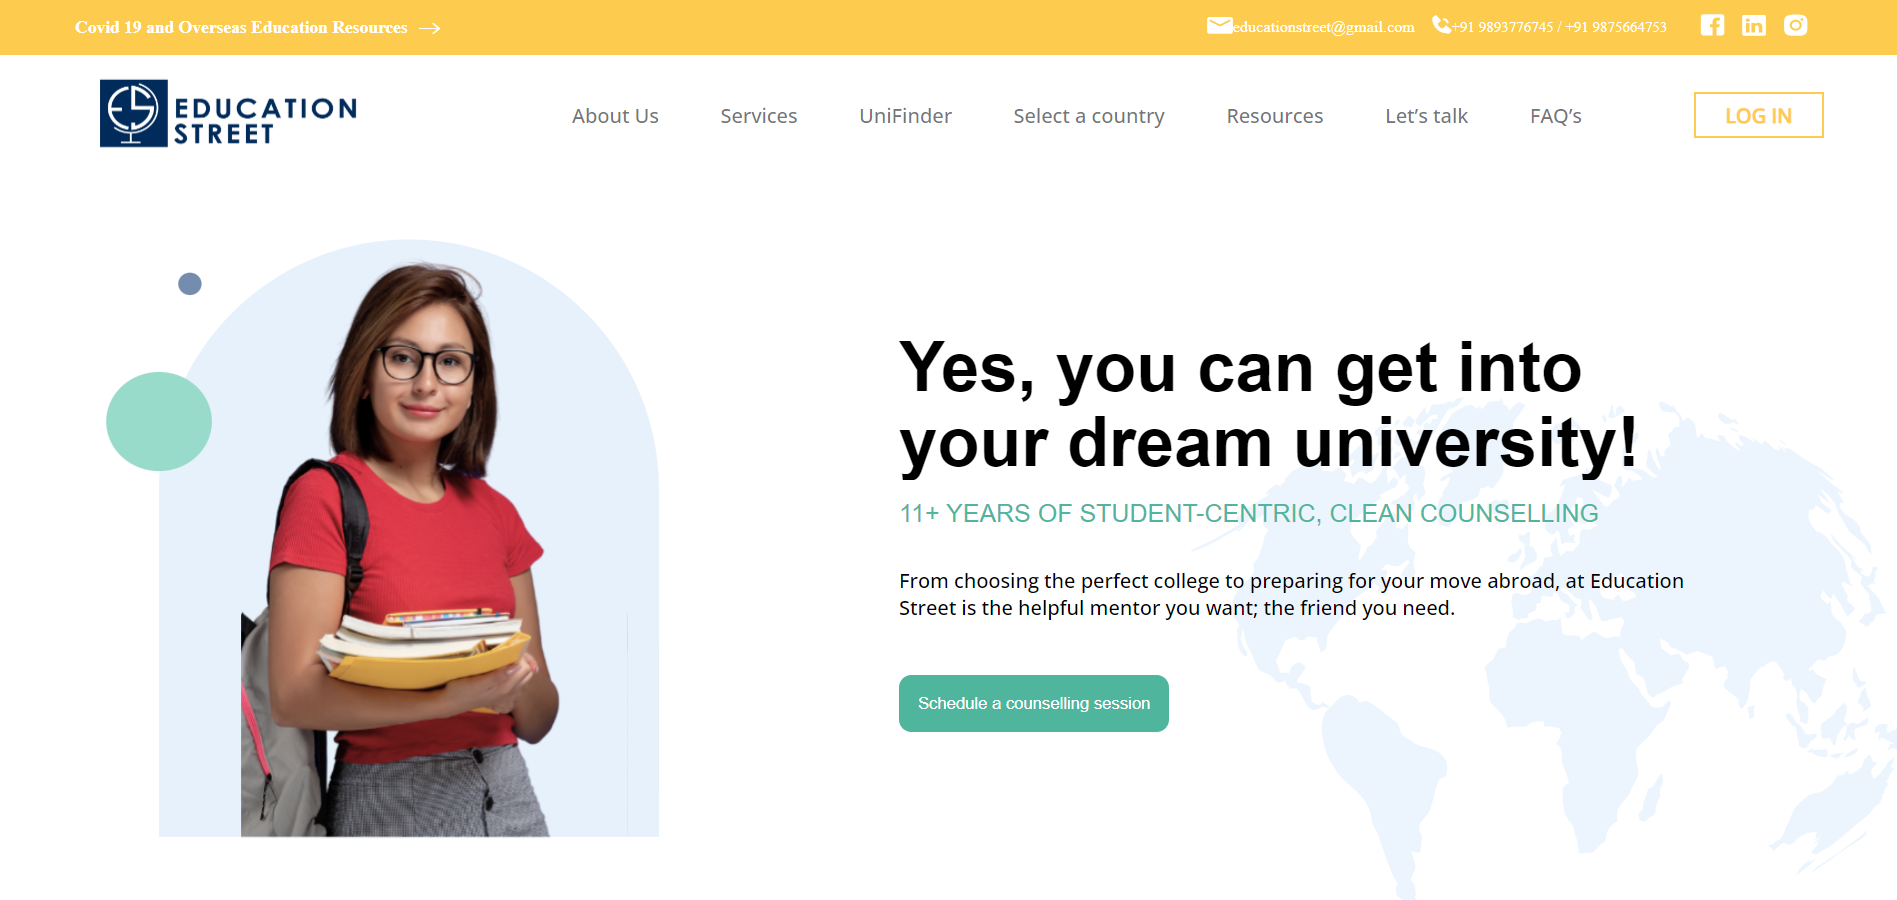 Covid 19 and Overseas Education Resources
educationstreet@gmail.com
+91 9893776745 / +91 9875664753
EDUCATION
STREET
About Us
Services
UniFinder
Select a country
Resources
Let’s talk
FAQ’s
LOG IN
Yes, you can get into
your dream university!
11+ YEARS OF STUDENT-CENTRIC, CLEAN COUNSELLING
From choosing the perfect college to preparing for your move abroad, at Education
Street is the helpful mentor you want; the friend you need.
Schedule a counselling session